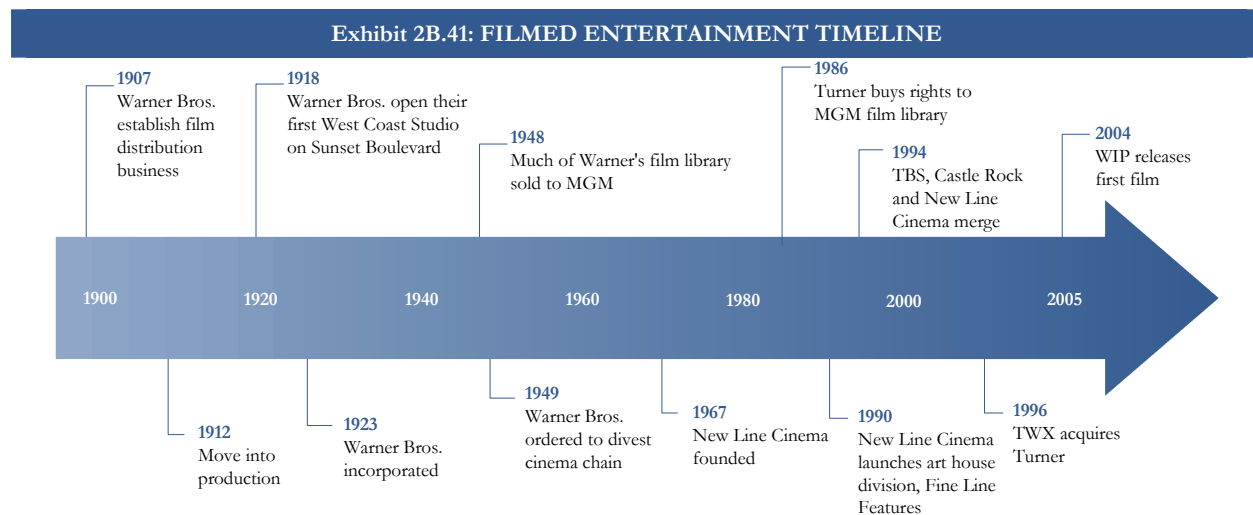 Exhibit 2B.41: FILMED ENTERTAINMENT TIMELINE
1907
Warner Bros.
establish film
distribution
business
1918
Warner Bros. open their
first West Coast Studio
on Sunset Boulevard
1948
Much of Warner's film library
sold to MGM
1986
Turner buys rights to
MGM film library
1994
TBS, Castle Rock
and New Line
Cinema merge
2004
WIP releases
first film
1900
1920
1940
1960
1980
2000
2005
1912
Move into
production
1923
Warner Bros.
incorporated
1949
Warner Bros.
ordered to divest
cinema chain
1967
New Line Cinema
founded
1990
New Line Cinema
launches art house
division, Fine Line
Features
1996
TWX acquires
Turner